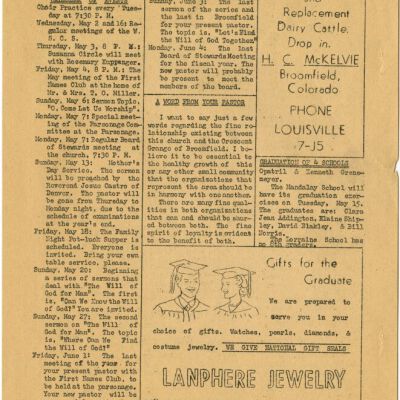 CALENDAR OF EVENTS
Choir Practice every Tues-
day at 7:30 P. M.
Wednesday, May 2 and 16: Re-
gular meetings of the W.
S. C. S.
Thursday, May 3, 8 P. M.:
Susanna Circle will meet
with Rosemary Kuppanger.
Friday, May 4, 8 P. M.: The
May meeting of the First
Names Club at the home of
Mr. & Mrs. T. O. Miller.
Sunday, May 6: Sermon Topic,
"O, Come Let Us Worship".
Monday, May 7: Special meet-
ing of the Parsonage Com-
mittee at the Parsonage.
Monday, May 7: Regular Board
of Stewards meeting at
the church, 7:30 P. M.
Sunday, May 13: Mother's
Day Service. The sermon
will be preached by the
Reverend Jesus Castro of
Denver. The pastor will
be gone from Thursday to
Monday night, due to the
schedule of examinations
at the year's end.
Friday, May 18: The Family
Night Pot-luck Supper is
scheduled. Everyone is
invited. Bring your own
table service, please.
Sunday, May 20: Beginning
a series of sermons that
deal with "The Will of
God for Man". The first
is, "Can We Know the Will
of God?" You are invited.
Sunday, May 27: The second
sermon on "The Will of
God for Man". The topic
is, "Where Can We Find
the Will of God?"
Friday, June 1: The last
meeting of the year for
your present pastor with
the First Names Club, to
be held at the parsonage.
Your new pastor will be
Sunday, June 3: The last
sermon of the series and
the last in Broomfield
for your present pastor.
The topic is, "Let's Find
the Will of God Together."
Monday, June 4: The last
Board of Stewards Meeting
for the fiscal year. The
new pastor will probably
be present to meet the
members of the board.
A WORD FROM YOUR PASTOR
I want to say just a few
words regarding the fine re-
lationship existing between
this church and the Crescent
Grange of Broomfield. I be-
lieve it to be essential to
the healthy growth of this
or any other small community
that the organizations that
represent the area should be
in harmony with one another.
There are many fine quali-
ties in both organizations
that can and should be shar-
ed between both. The fine
spirit of loyalty is evident
to the benefit of both.
Replacement
Dairy Cattle,
Drop in.
H. C. McKELVIE
Broomfield,
Colorado
PHONE
LOUISVILLE
7-J5
GRADUATION OF 4 SCHOOLS
Kenneth Grene-
meyer.
The Mandalay School will
have its graduation exer-
cises on Tuesday, May 15.
The graduates are: Clara
Jean Addington, Elaine Ship-
ley, David Blakley, & Bill
Norris.
The Lorraine School has
no 8th graders.
Gifts for the
Graduate
We are prepared to
serve you in your
choice of gifts. Watches, pearls, diamonds, &
costume jewelry. WE GIVE NATIONAL GIFT SEALS
LANPHERE JEWELRY